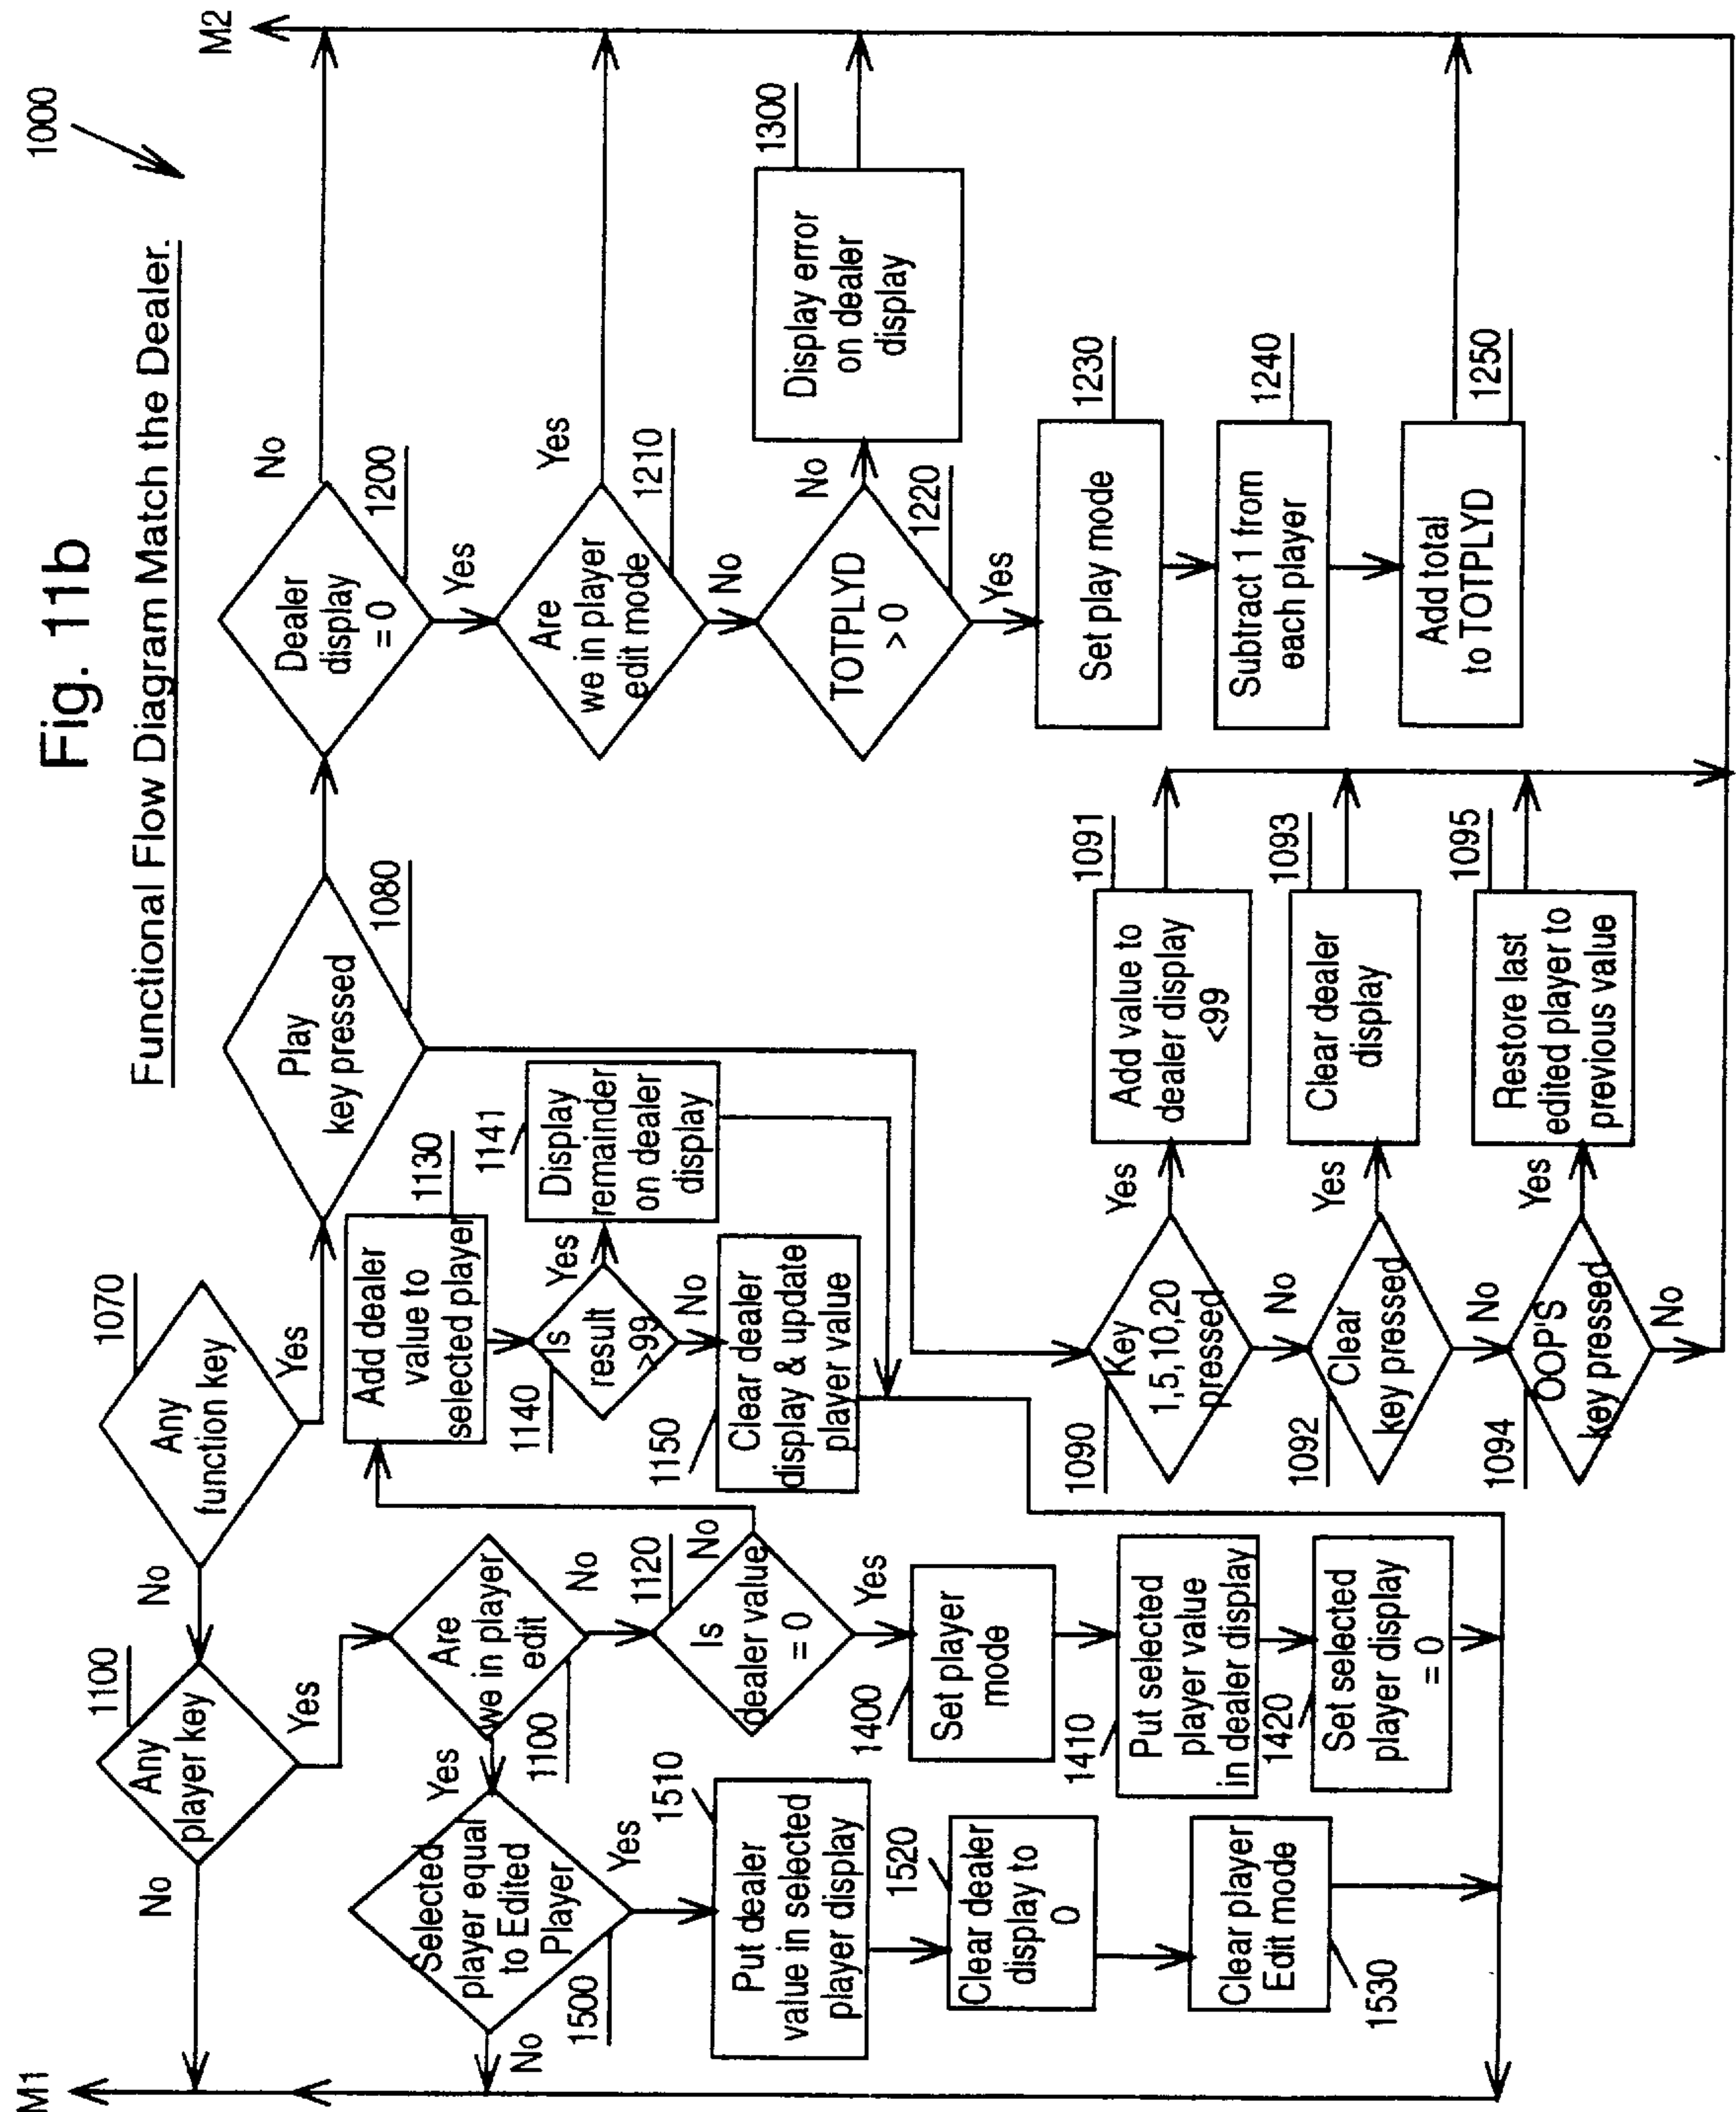 Fig. 11b
Functional Flow Diagram Match the Dealer.
1000
M1
M2
1070
Any
function key
No
Yes
1100
Any
player key
No
Yes
Are
we in player
edit
1100
Yes
No
Selected
player equal
to Edited
Player
1500
No
Yes
1510
Put dealer
value in selected
player display
1520
Clear dealer
display to
0
Clear player
Edit mode
1530
1120
Is
dealer value
= 0
No
Yes
1400
Set player
mode
1410
Put selected
player value
in dealer display
1420
Set selected
player display
= 0
1130
Add dealer
value to
selected player
1140
Is
result
>99
Yes
No
1141
Display
remainder
on dealer
display
1150
Clear dealer
display & update
player value
Play
key pressed
1080
1090
Key
1,5,10,20
pressed
Yes
No
1091
Add value to
dealer display
<99
1092
Clear
key pressed
Yes
No
1093
Clear dealer
display
1094
OOP'S
key pressed
Yes
No
1095
Restore last
edited player to
previous value
Dealer
display
= 0
1200
No
Yes
Are
we in player
edit mode
1210
Yes
No
TOTPLYD
> 0
1220
No
Yes
1300
Display error
on dealer
display
1230
Set play mode
1240
Subtract 1 from
each player
1250
Add total
to TOTPLYD